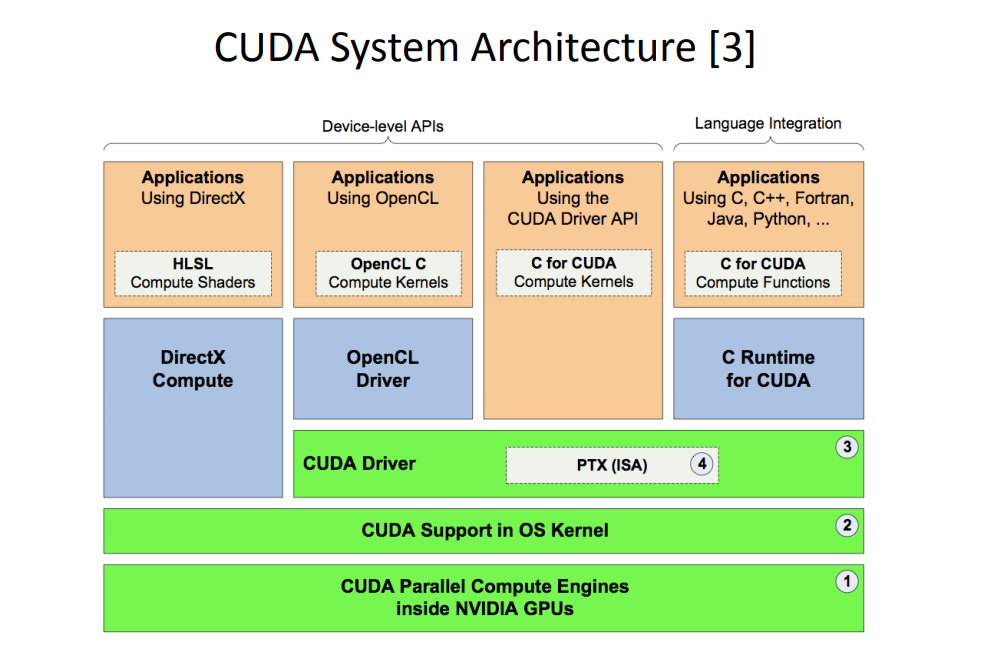 CUDA System Architecture [3]
Device-level APIs
Language Integration
Applications
Using DirectX
HLSL
Compute Shaders
Applications
Using OpenCL
OpenCL C
Compute Kernels
Applications
Using the
CUDA Driver API
C for CUDA
Compute Kernels
Applications
Using C, C++, Fortran,
Java, Python, ...
C for CUDA
Compute Functions
DirectX
Compute
OpenCL
Driver
C Runtime
for CUDA
3
CUDA Driver
PTX (ISA)
4
CUDA Support in OS Kernel
2
CUDA Parallel Compute Engines
inside NVIDIA GPUs
1